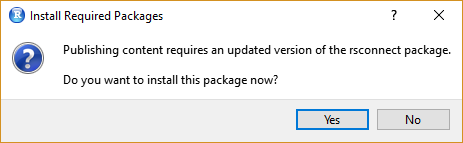 Install Required Packages
Publishing content requires an updated version of the rsconnect package.
Do you want to install this package now?
Yes No